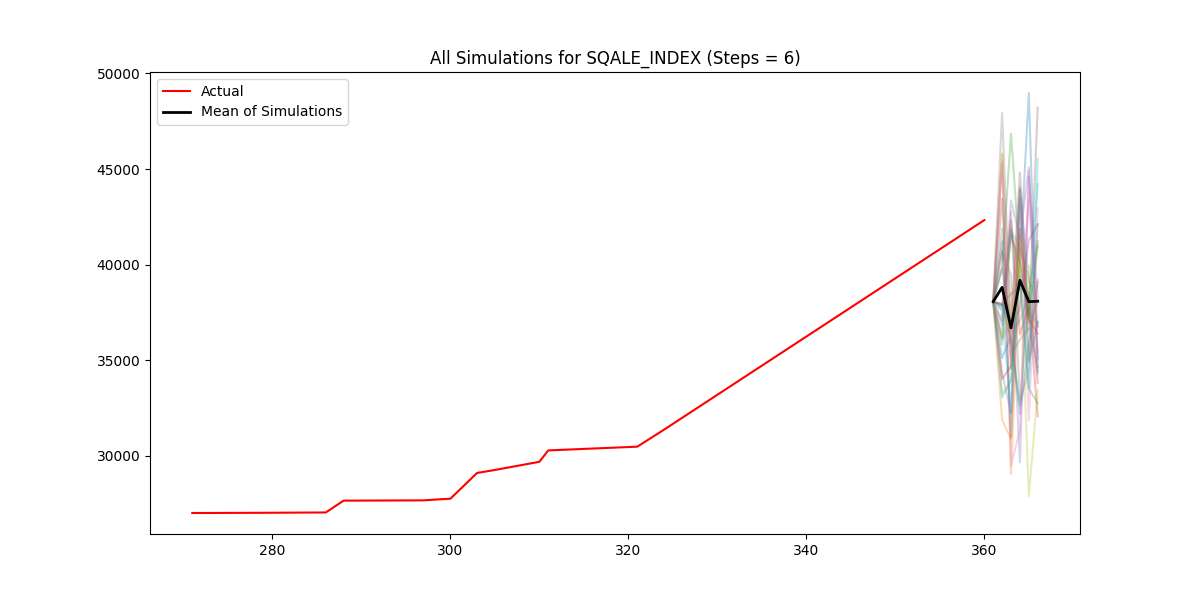 All Simulations for SQALE_INDEX (Steps = 6)
Actual
Mean of Simulations
50000
45000
40000
35000
30000
280 300 320 340 360